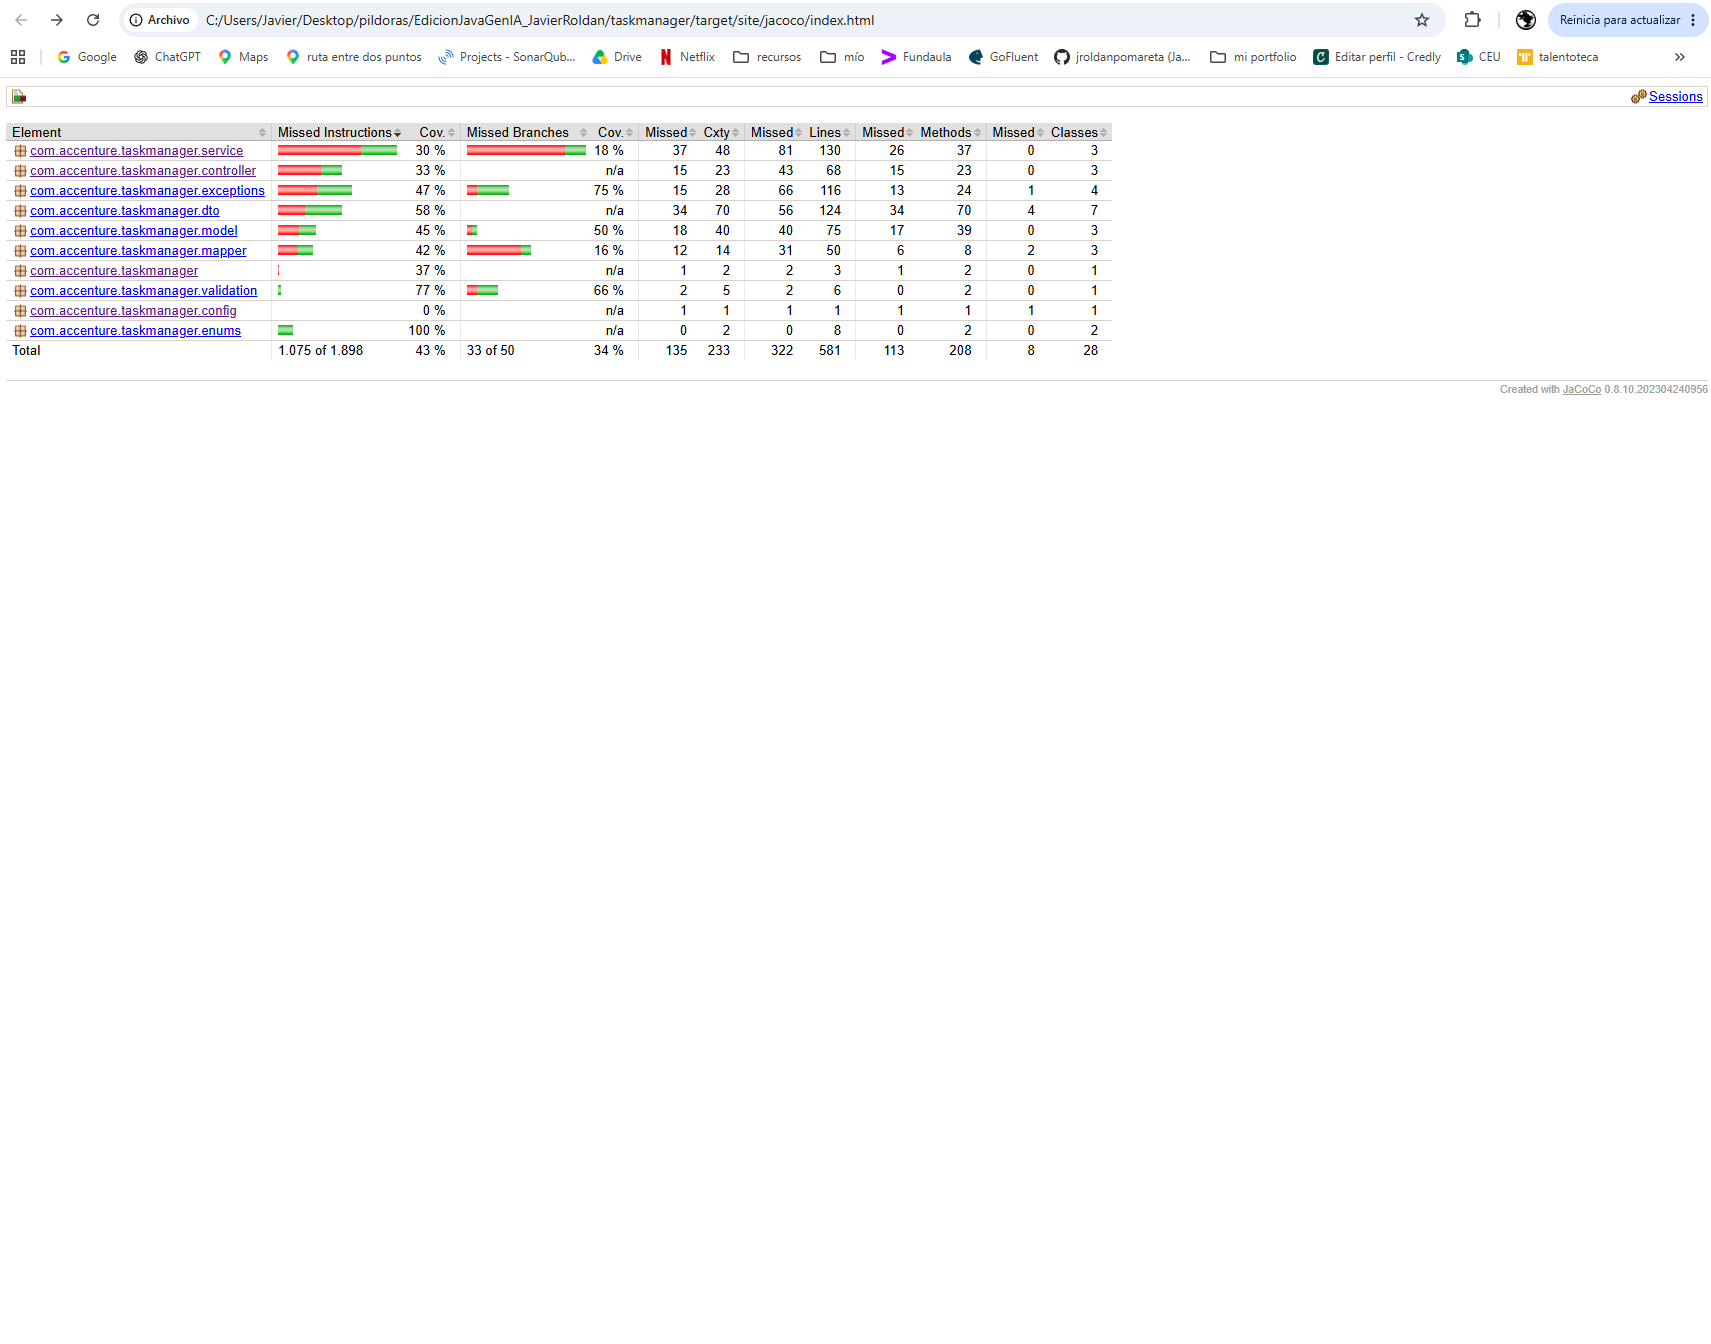 Archivo C:/Users/Javier/Desktop/pildoras/EdicionJavaGenIA_JavierRoldan/taskmanager/target/site/jacoco/index.html Reinicia para actualizar
Google ChatGPT Maps ruta entre dos puntos Projects - SonarQub... Drive Netflix recursos mío Fundaula GoFluent jroldanpomareta (Ja... mi portfolio Editar perfil - Credly CEU talentoteca »
Sessions
Element Missed Instructions Cov. Missed Branches Cov. Missed Cxty Missed Lines Missed Methods Missed Classes
com.accenture.taskmanager.service 30 % 18 % 37 48 81 130 26 37 0 3
com.accenture.taskmanager.controller 33 % n/a 15 23 43 68 15 23 0 3
com.accenture.taskmanager.exceptions 47 % 75 % 15 28 66 116 13 24 1 4
com.accenture.taskmanager.dto 58 % n/a 34 70 56 124 34 70 4 7
com.accenture.taskmanager.model 45 % 50 % 18 40 40 75 17 39 0 3
com.accenture.taskmanager.mapper 42 % 16 % 12 14 31 50 6 8 2 3
com.accenture.taskmanager 37 % n/a 1 2 2 3 1 2 0 1
com.accenture.taskmanager.validation 77 % 66 % 2 5 2 6 0 2 0 1
com.accenture.taskmanager.config 0 % n/a 1 1 1 1 1 1 1 1
com.accenture.taskmanager.enums 100 % n/a 0 2 0 8 0 2 0 2
Total 1.075 of 1.898 43 % 33 of 50 34 % 135 233 322 581 113 208 8 28
Created with JaCoCo 0.8.10.202304240956